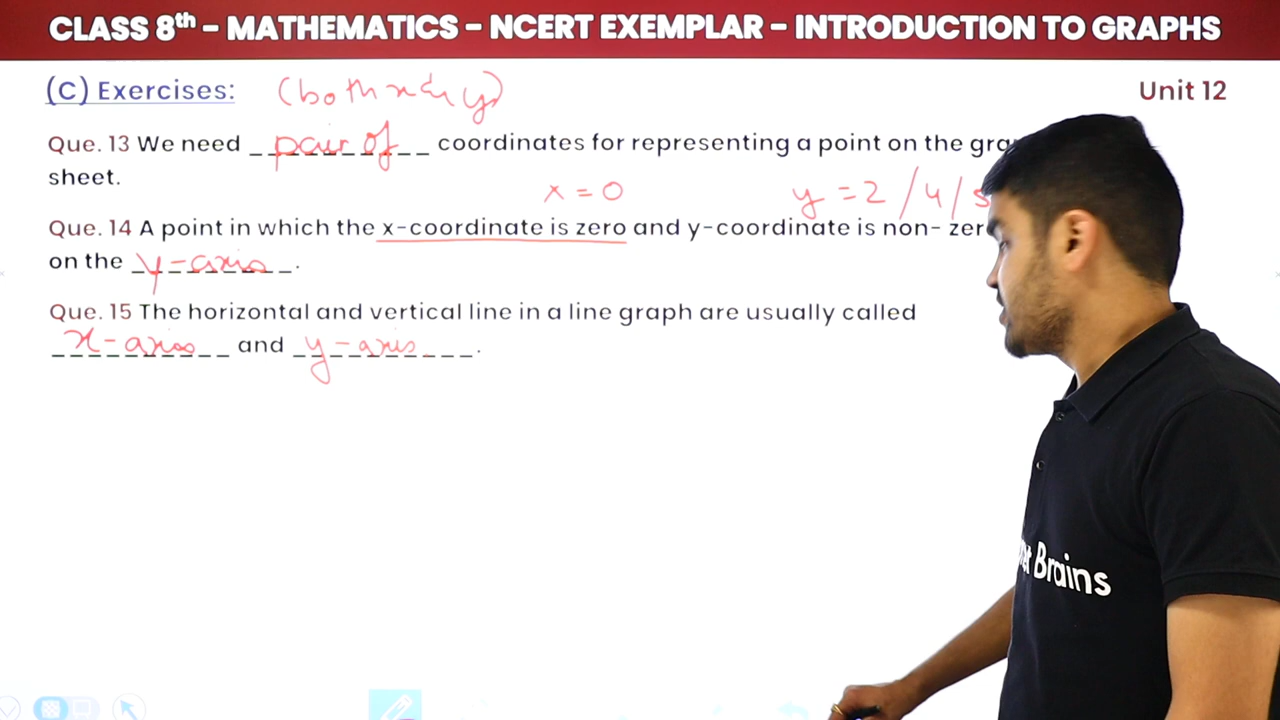 CLASS 8th - MATHEMATICS - NCERT EXEMPLAR - INTRODUCTION TO GRAPHS
(C) Exercises: (both x & y)
Unit 12
Que. 13 We need pair of coordinates for representing a point on the gra
sheet.
x = 0 y = 2 / 4 / 5
Que. 14 A point in which the x-coordinate is zero and y-coordinate is non- zer
on the y-axis.
Que. 15 The horizontal and vertical line in a line graph are usually called
x-axis and y-axis.
Brains